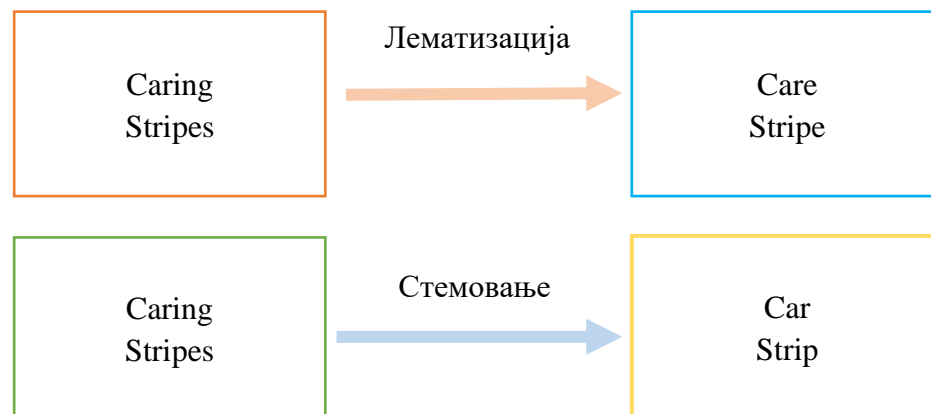 Лематизација
Caring
Stripes
Care
Stripe
Стемовање
Caring
Stripes
Car
Strip